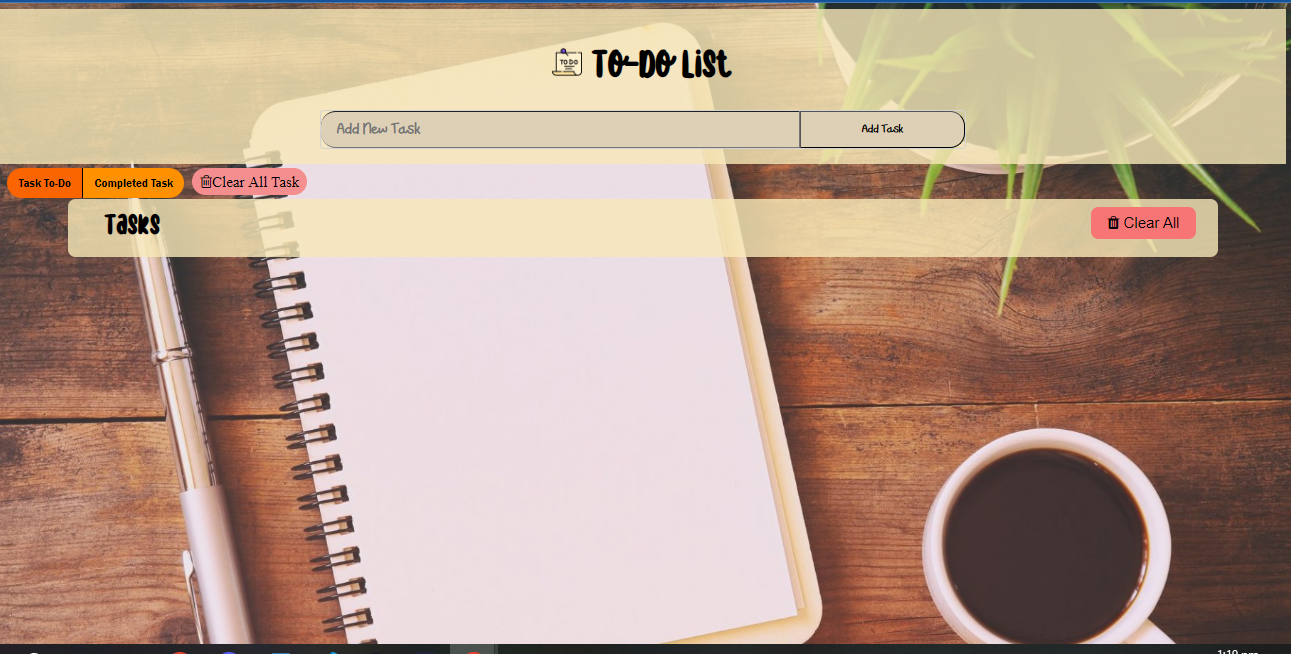 TO DO
To-Do List
Add New Task
Add Task
Task To-Do
Completed Task
Clear All Task
Tasks
Clear All